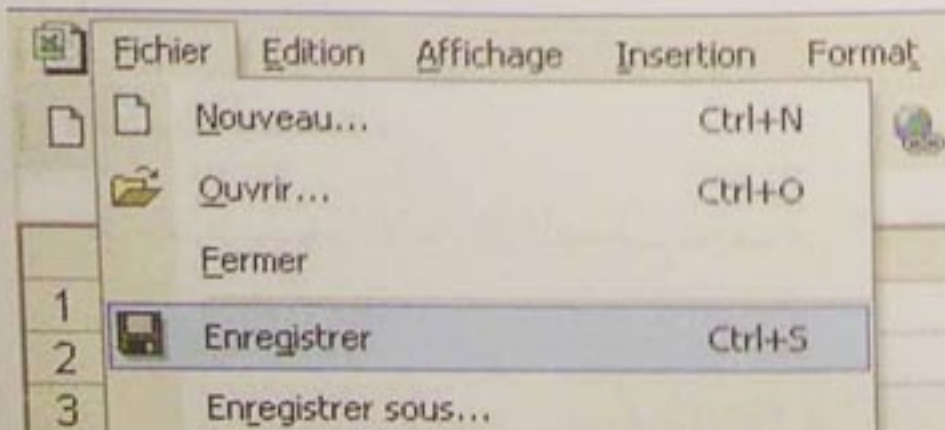 Fichier Edition Affichage Insertion Format
Nouveau... Ctrl+N
Ouvrir... Ctrl+O
Fermer
1
Enregistrer Ctrl+S
2
3 Enregistrer sous...